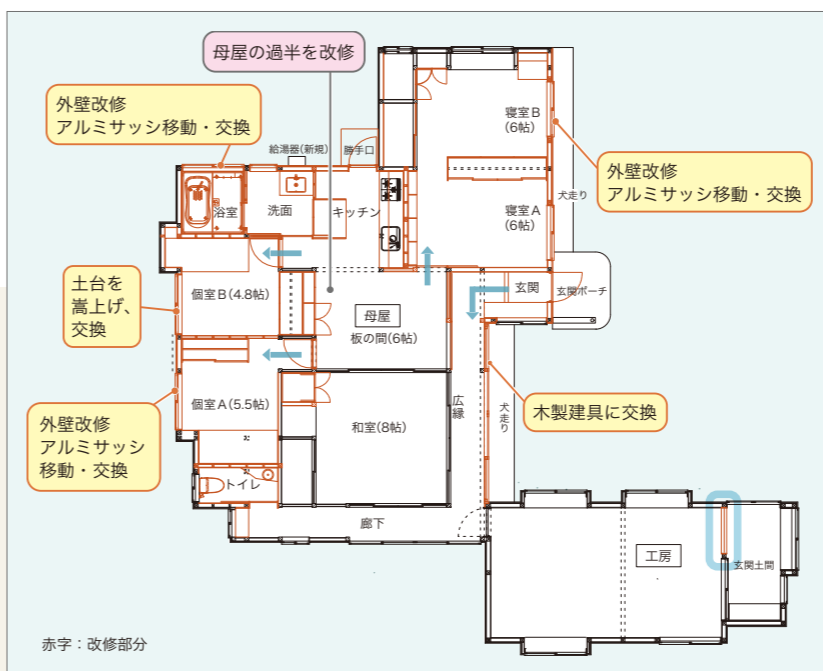 母屋の過半を改修
外壁改修
アルミサッシ移動・交換
給湯器(新規)
勝手口
寝室B
(6帖)
外壁改修
アルミサッシ移動・交換
浴室
洗面
キッチン
寝室A
(6帖)
犬走り
土台を
嵩上げ、
交換
個室B(4.8帖)
玄関
玄関ポーチ
母屋
板の間(6帖)
個室A(5.5帖)
外壁改修
アルミサッシ
移動・交換
和室(8帖)
広縁
犬走り
木製建具に交換
トイレ
廊下
工房
玄関土間
赤字：改修部分